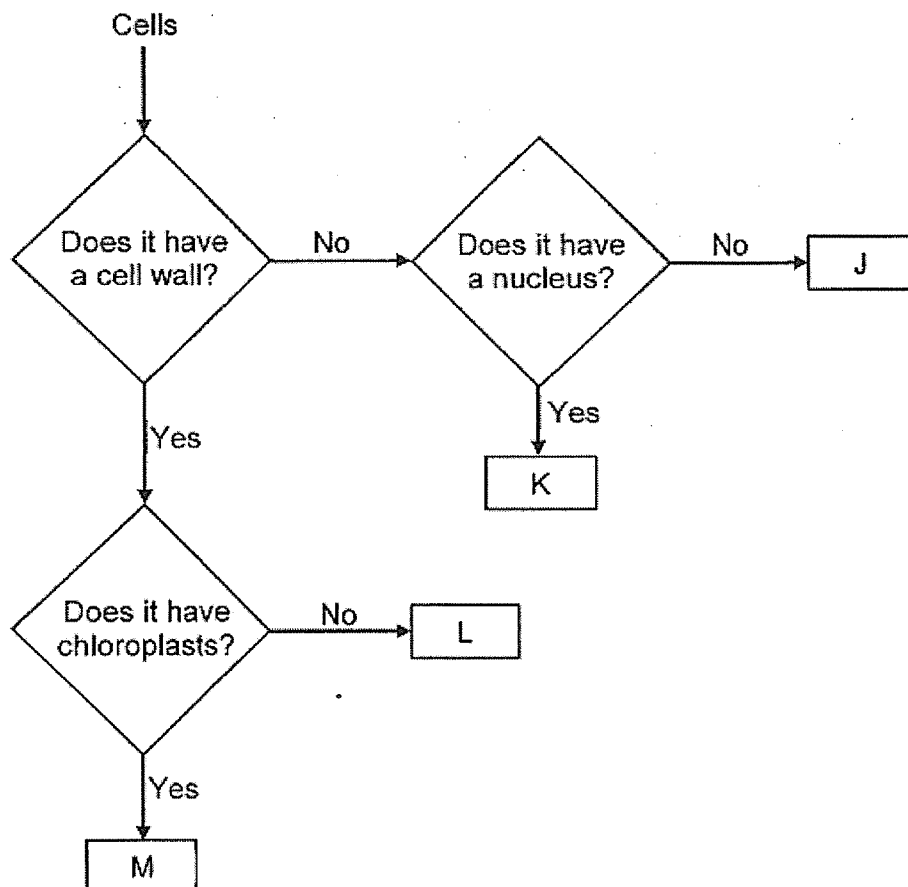 Cells
Does it have
a cell wall?
No
Does it have
a nucleus?
No
J
Yes
K
Yes
Does it have
chloroplasts?
No
L
Yes
M